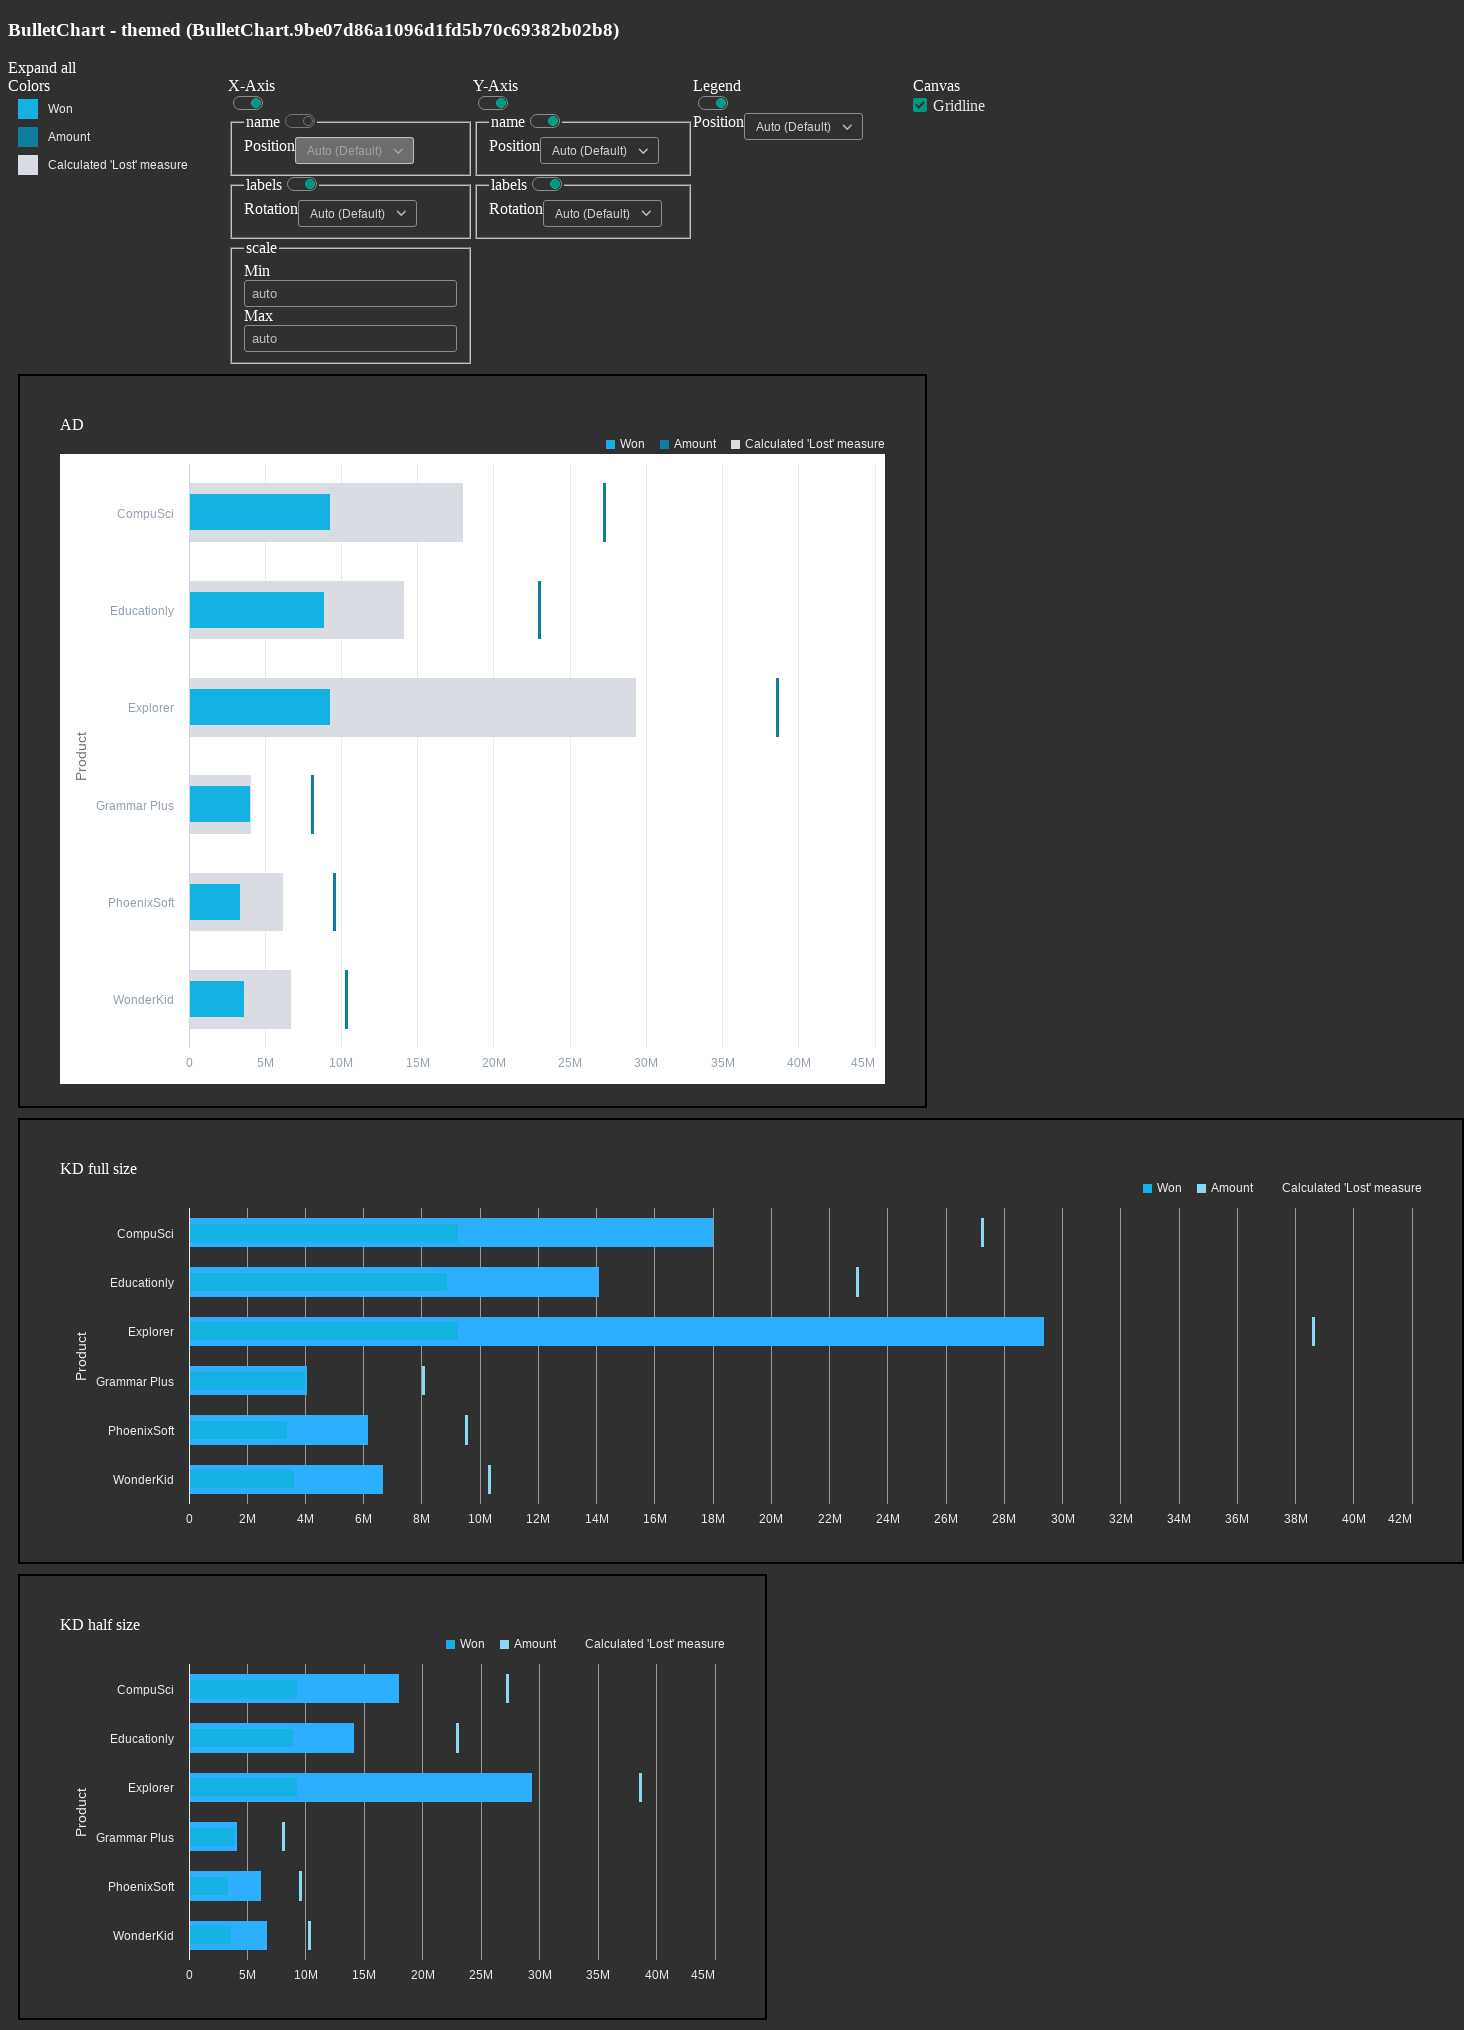 BulletChart - themed (BulletChart.9be07d86a1096d1fd5b70c69382b02b8)
Expand all
Colors
Won
Amount
Calculated 'Lost' measure
X-Axis
name
Position Auto (Default)
labels
Rotation Auto (Default)
scale
Min
auto
Max
auto
Y-Axis
name
Position Auto (Default)
labels
Rotation Auto (Default)
Legend
Position Auto (Default)
Canvas
Gridline
AD
Won Amount Calculated 'Lost' measure
Product
CompuSci
Educationly
Explorer
Grammar Plus
PhoenixSoft
WonderKid
0 5M 10M 15M 20M 25M 30M 35M 40M 45M
KD full size
Won Amount Calculated 'Lost' measure
Product
CompuSci
Educationly
Explorer
Grammar Plus
PhoenixSoft
WonderKid
0 2M 4M 6M 8M 10M 12M 14M 16M 18M 20M 22M 24M 26M 28M 30M 32M 34M 36M 38M 40M 42M
KD half size
Won Amount Calculated 'Lost' measure
Product
CompuSci
Educationly
Explorer
Grammar Plus
PhoenixSoft
WonderKid
0 5M 10M 15M 20M 25M 30M 35M 40M 45M